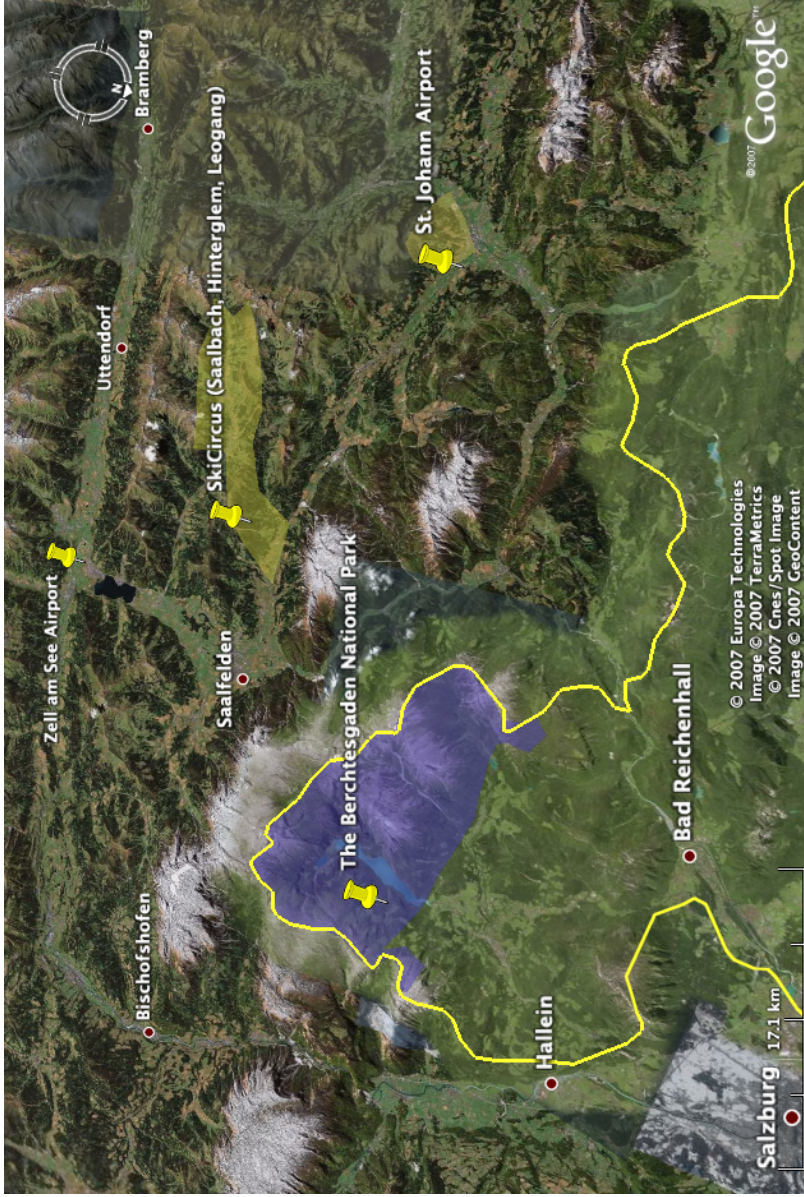 Zell am See Airport
Uttendorf
Bramberg
N
Bischofshofen
Saalfelden
SkiCircus (Saalbach, Hinterglem, Leogang)
The Berchtesgaden National Park
St. Johann Airport
Hallein
Bad Reichenhall
Salzburg
17.1 km
© 2007 Europa Technologies
Image © 2007 TerraMetrics
© 2007 Cnes/Spot Image
Image © 2007 GeoContent
© 2007 Google™